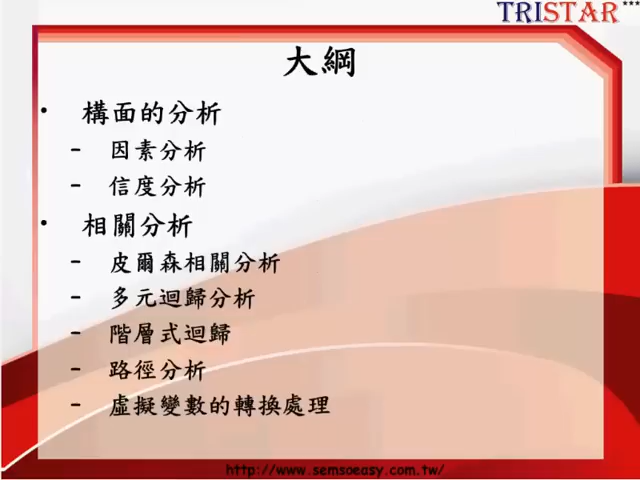 TRISTAR***
大綱
• 構面的分析
- 因素分析
- 信度分析
• 相關分析
- 皮爾森相關分析
- 多元迴歸分析
- 階層式迴歸
- 路徑分析
- 虛擬變數的轉換處理
http://www.semsoeasy.com.tw/